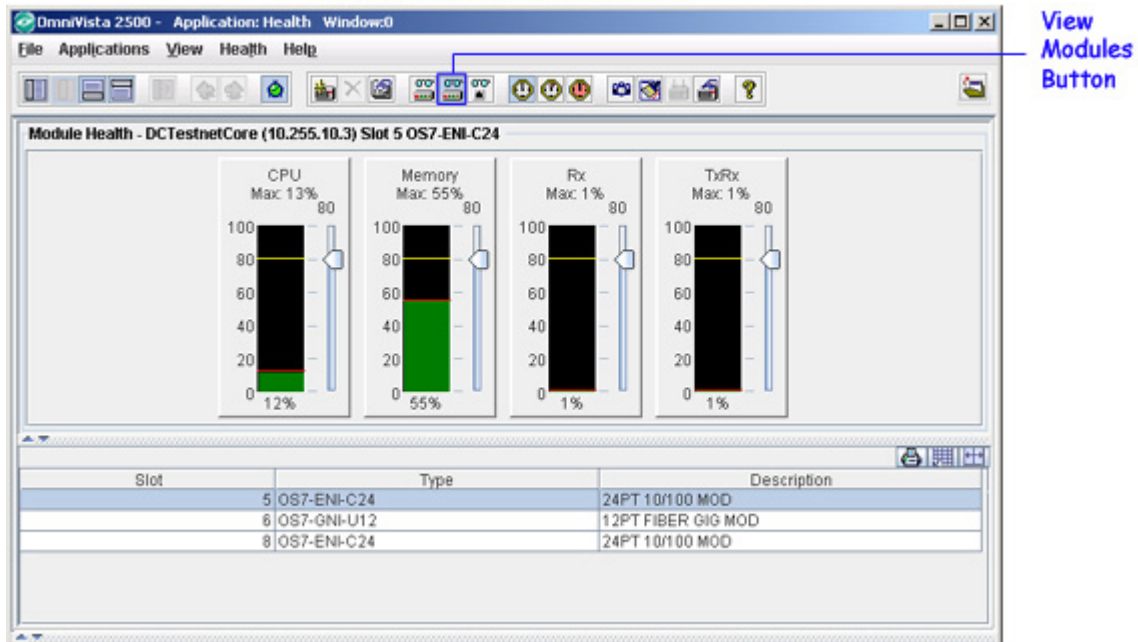 OmniVista 2500 - Application: Health Window:0
View
Modules
Button
File Applications View Health Help
Module Health - DCTestnetCore (10.255.10.3) Slot 5 OS7-ENI-C24
CPU
Max: 13%
80
100
80
60
40
20
0
12%
Memory
Max: 55%
80
100
80
60
40
20
0
55%
Rx
Max: 1%
80
100
80
60
40
20
0
1%
TxRx
Max: 1%
80
100
80
60
40
20
0
1%
Slot Type Description
5 OS7-ENI-C24 24PT 10/100 MOD
6 OS7-GNI-U12 12PT FIBER GIG MOD
8 OS7-ENI-C24 24PT 10/100 MOD